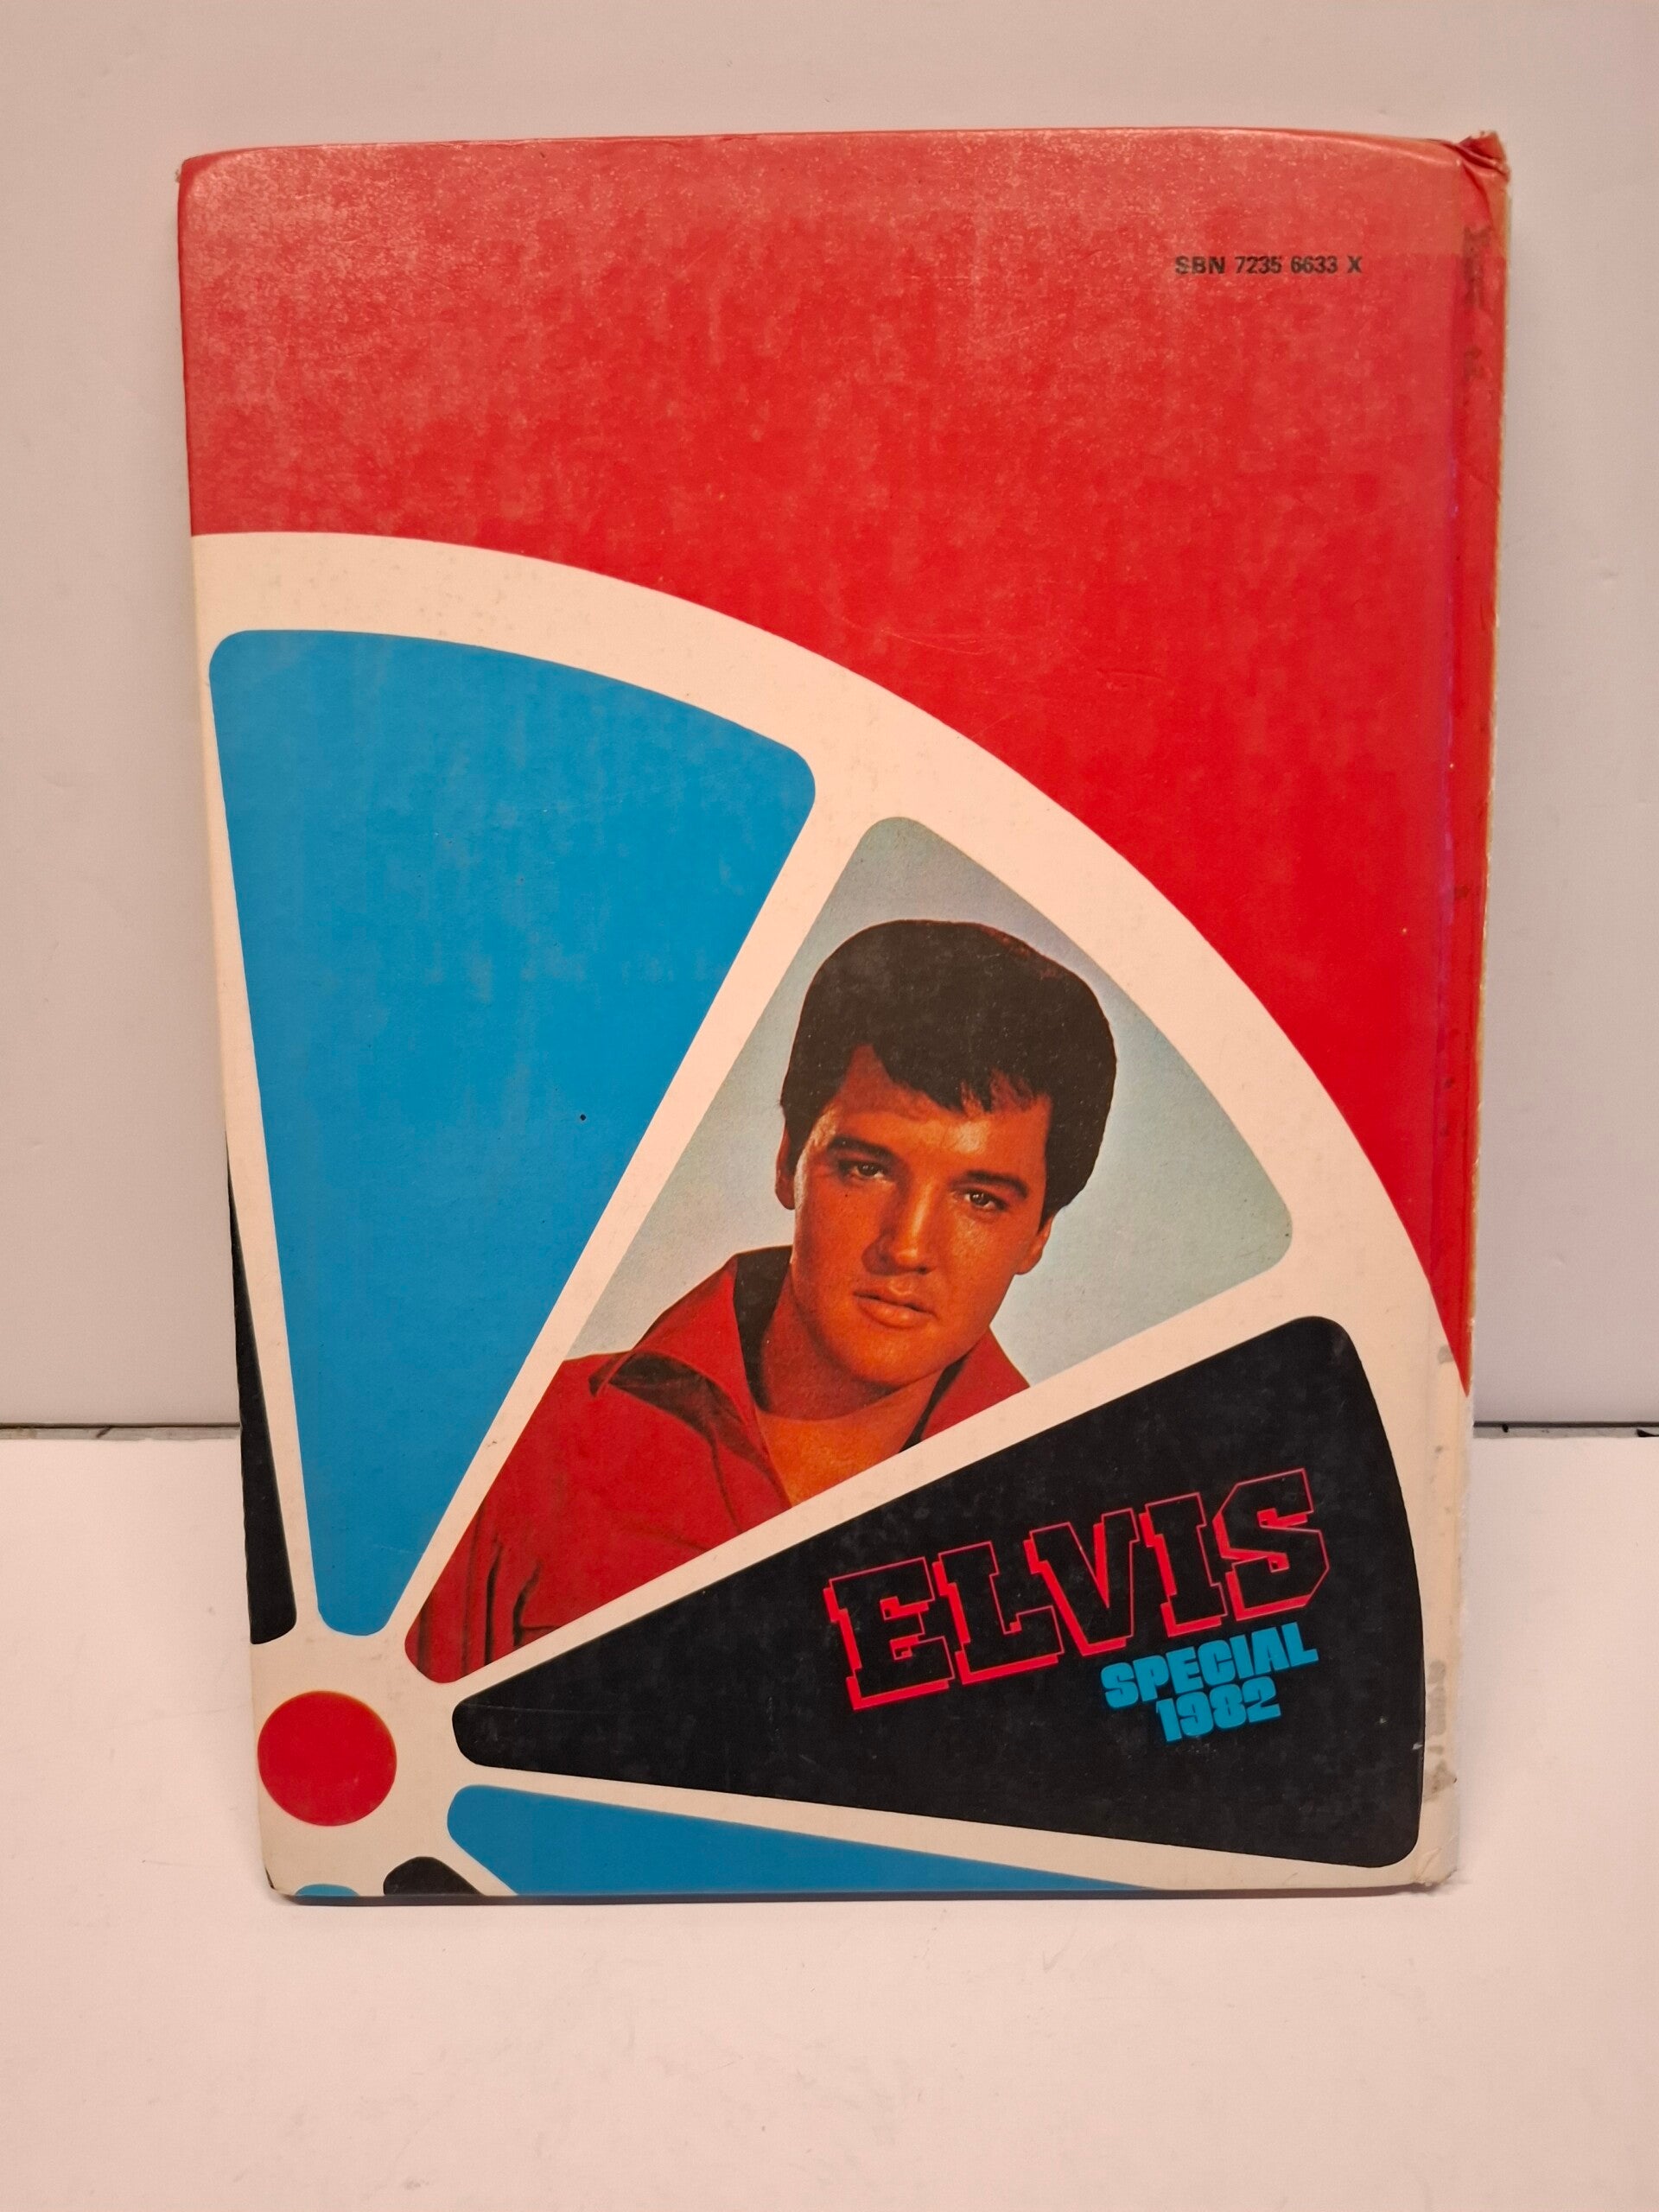 SBN 7235 6633 X
ELVIS
SPECIAL
1982